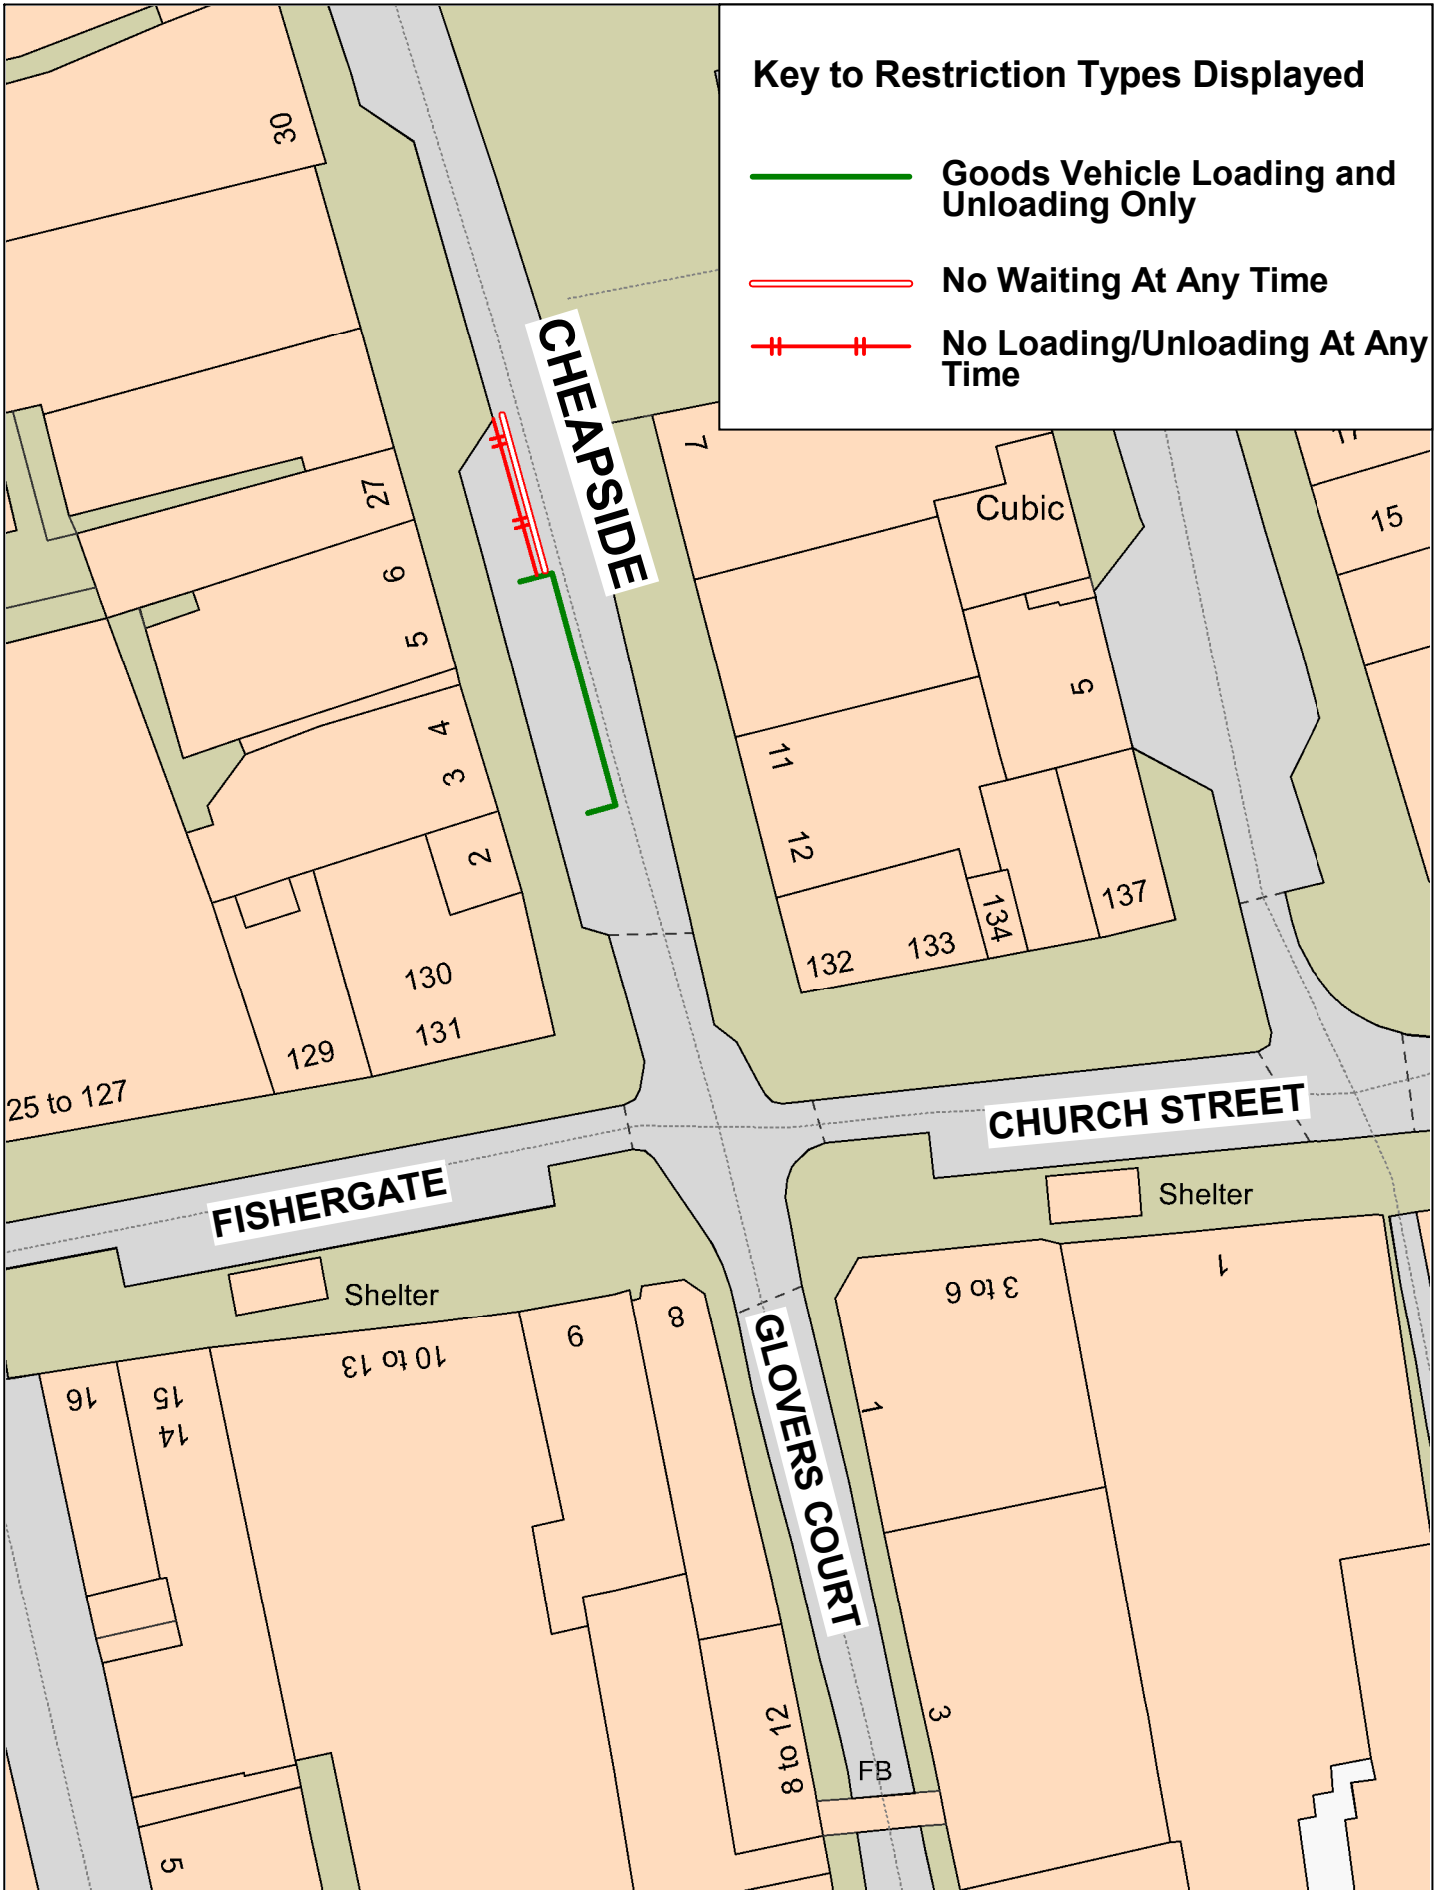 Key to Restriction Types Displayed
Goods Vehicle Loading and
Unloading Only
No Waiting At Any Time
No Loading/Unloading At Any
Time
30
CHEAPSIDE
7
17
Cubic
15
27
6
5
5
4
3
11
12
2
137
134
133
132
130
131
129
25 to 127
CHURCH STREET
FISHERGATE
Shelter
Shelter
3 to 6
1
8
9
10 to 13
16
15
14
GLOVERS COURT
1
3
8 to 12
FB
5